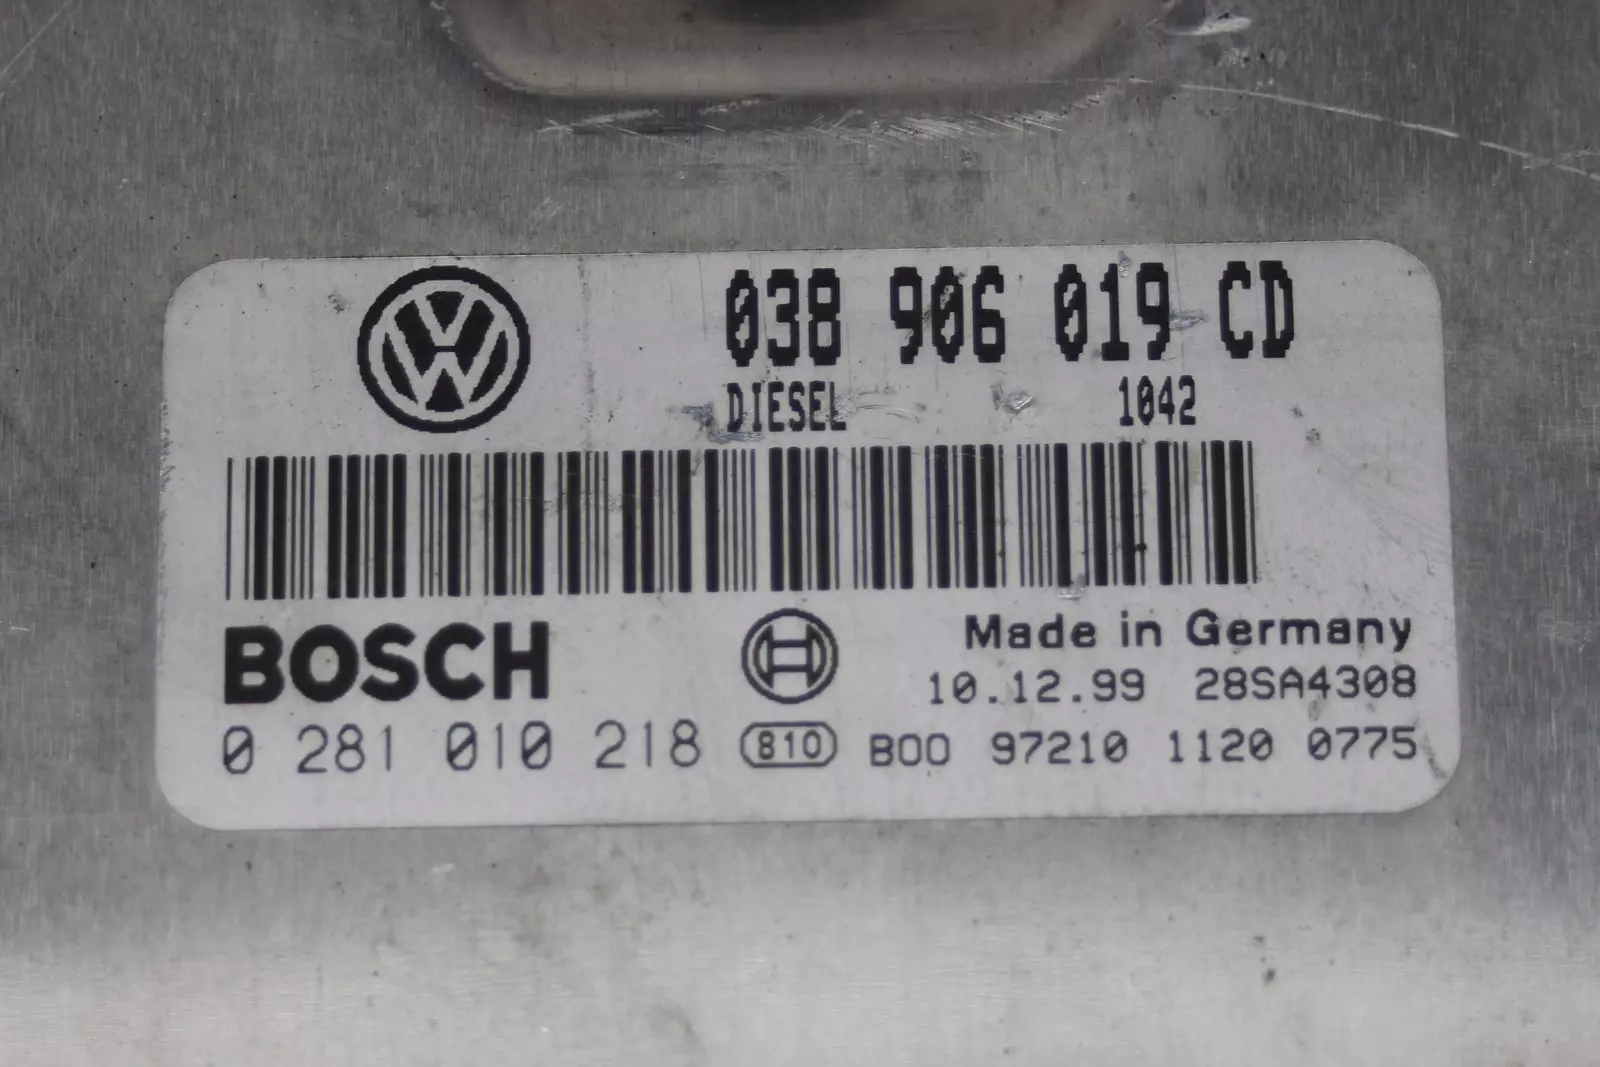 038 906 019 CD
DIESEL 1042
BOSCH
Made in Germany
10.12.99 28SA4308
0 281 010 218 810 B00 97210 1120 0775